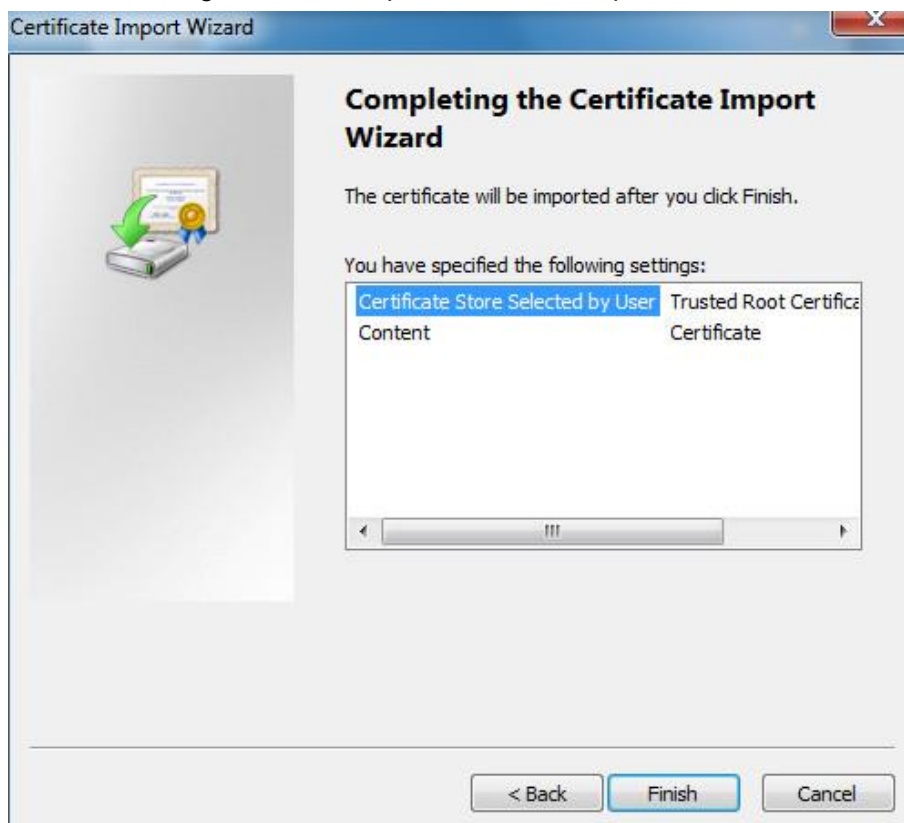 Certificate Import Wizard
Completing the Certificate Import
Wizard
The certificate will be imported after you click Finish.
You have specified the following settings:
Certificate Store Selected by User Trusted Root Certifica
Content Certificate
< Back Finish Cancel